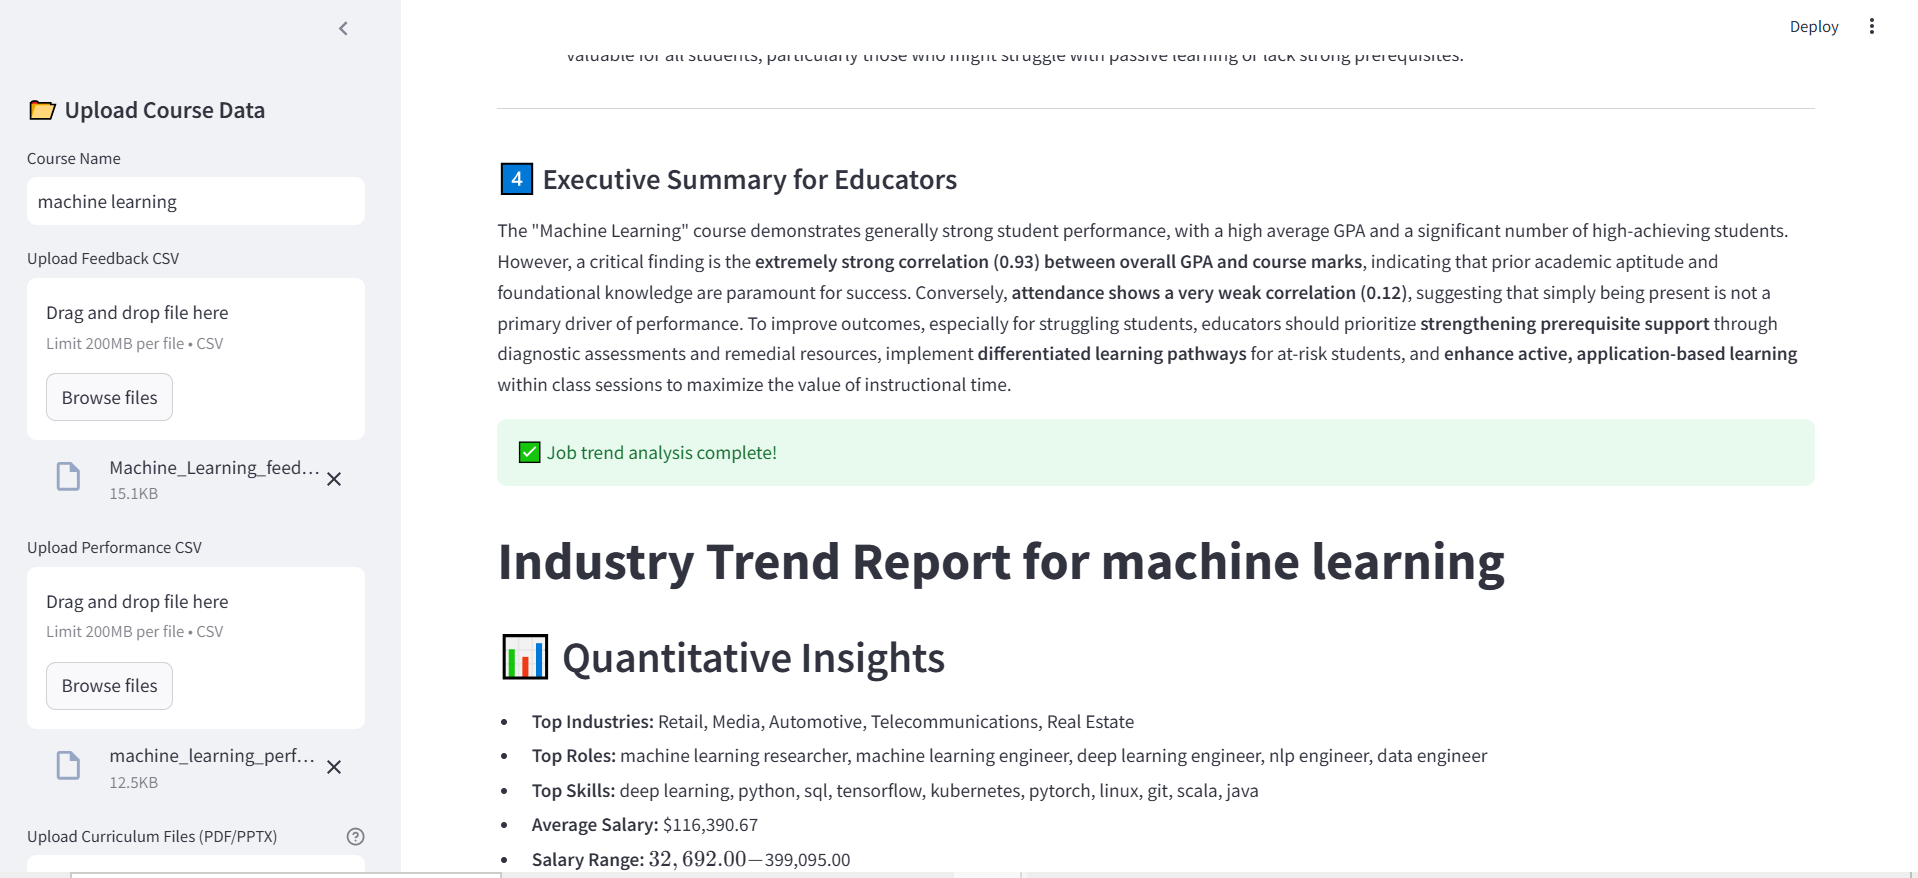 Upload Course Data
Course Name
machine learning
Upload Feedback CSV
Drag and drop file here
Limit 200MB per file • CSV
Browse files
Machine_Learning_feed...
15.1KB
Upload Performance CSV
Drag and drop file here
Limit 200MB per file • CSV
Browse files
machine_learning_perf...
12.5KB
Upload Curriculum Files (PDF/PPTX)
Deploy
valuable for all students, particularly those who might struggle with passive learning or lack strong prerequisites.
4 Executive Summary for Educators
The "Machine Learning" course demonstrates generally strong student performance, with a high average GPA and a significant number of high-achieving students.
However, a critical finding is the extremely strong correlation (0.93) between overall GPA and course marks, indicating that prior academic aptitude and
foundational knowledge are paramount for success. Conversely, attendance shows a very weak correlation (0.12), suggesting that simply being present is not a
primary driver of performance. To improve outcomes, especially for struggling students, educators should prioritize strengthening prerequisite support through
diagnostic assessments and remedial resources, implement differentiated learning pathways for at-risk students, and enhance active, application-based learning
within class sessions to maximize the value of instructional time.
Job trend analysis complete!
Industry Trend Report for machine learning
Quantitative Insights
• Top Industries: Retail, Media, Automotive, Telecommunications, Real Estate
• Top Roles: machine learning researcher, machine learning engineer, deep learning engineer, nlp engineer, data engineer
• Top Skills: deep learning, python, sql, tensorflow, kubernetes, pytorch, linux, git, scala, java
• Average Salary: $116,390.67
• Salary Range: 32,692.00—399,095.00